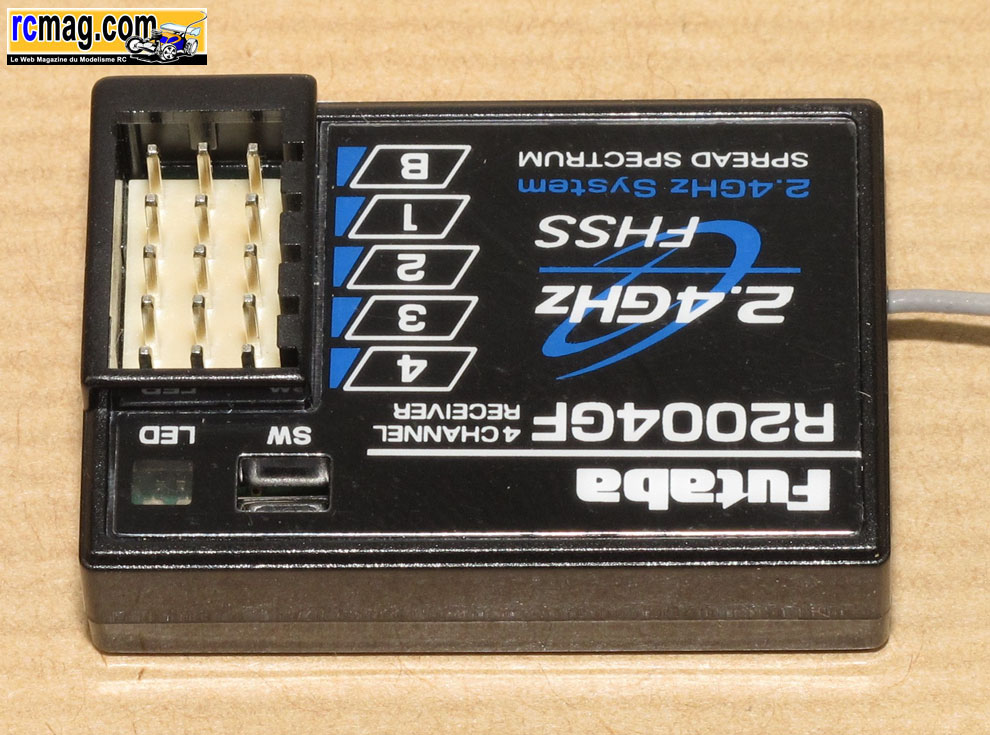 rcmag.com
Le Web Magazine du Modelisme RC
Futaba
R2004GF
4 CHANNEL
RECEIVER
SW
LED
2.4GHz
FHSS
2.4GHz System
SPREAD SPECTRUM
4
3
2
1
B